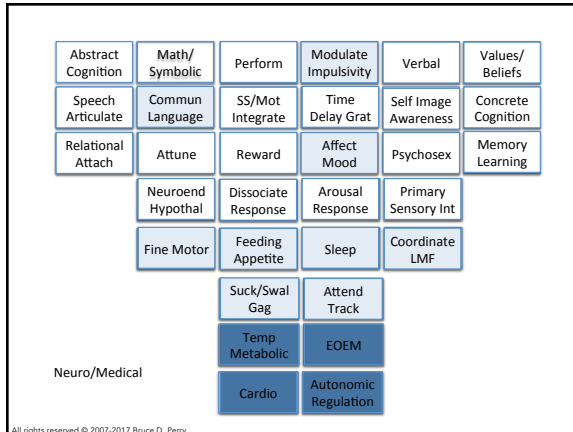 Abstract Cognition
Math/ Symbolic
Perform
Modulate Impulsivity
Verbal
Values/ Beliefs
Speech Articulate
Commun Language
SS/Mot Integrate
Time Delay Grat
Self Image Awareness
Concrete Cognition
Relational Attach
Attune
Reward
Affect Mood
Psychosex
Memory Learning
Neuroend Hypothal
Dissociate Response
Arousal Response
Primary Sensory Int
Fine Motor
Feeding Appetite
Sleep
Coordinate LMF
Suck/Swal Gag
Attend Track
Temp Metabolic
EOEM
Neuro/Medical
Cardio
Autonomic Regulation
All rights reserved © 2007-2017 Bruce D. Perry